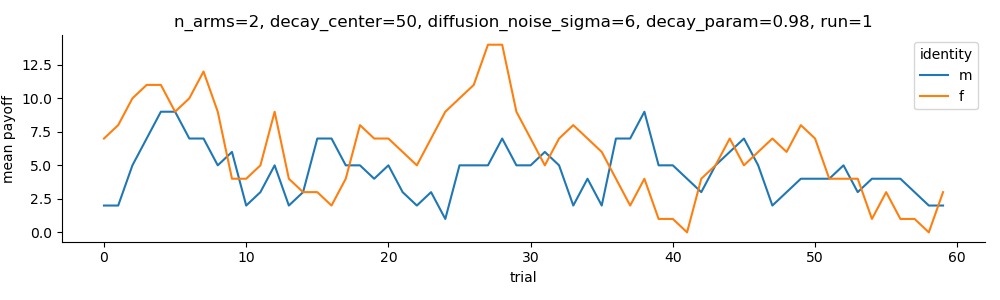 n_arms=2, decay_center=50, diffusion_noise_sigma=6, decay_param=0.98, run=1
identity
m
f
mean payoff
12.5
10.0
7.5
5.0
2.5
0.0
0 10 20 30 40 50 60
trial